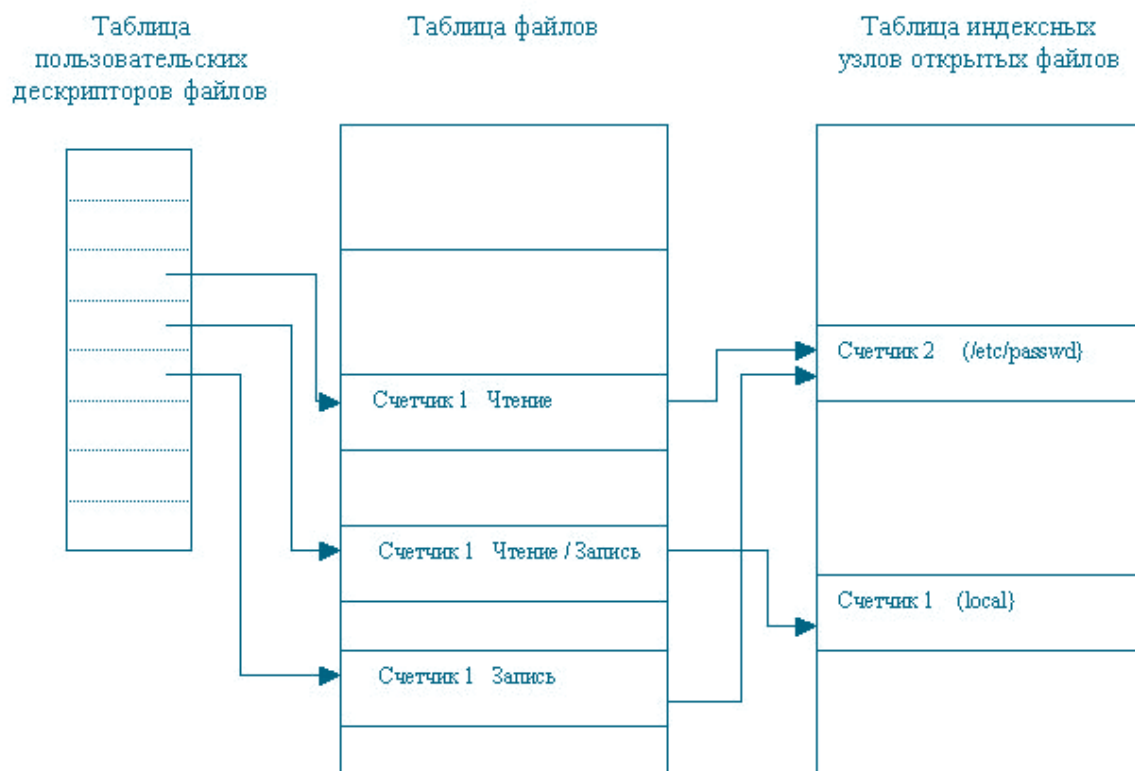 Таблица
пользовательских
дескрипторов файлов
Таблица файлов
Таблица индексных
узлов открытых файлов
Счетчик 2 (/etc/passwd}
Счетчик 1 Чтение
Счетчик 1 Чтение / Запись
Счетчик 1 (local}
Счетчик 1 Запись